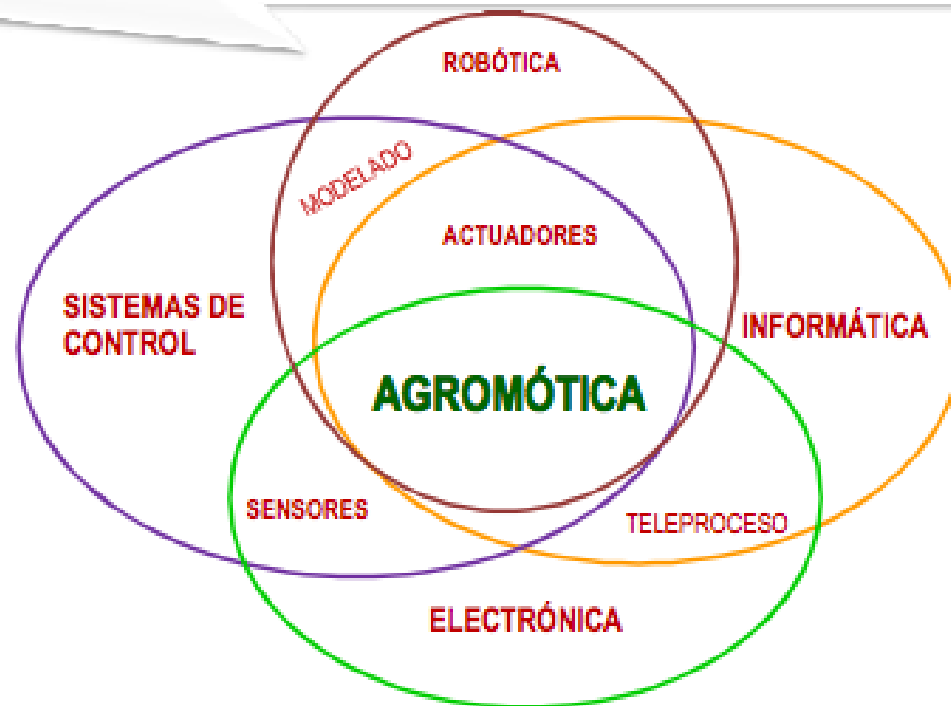 ROBÓTICA
MODELADO
ACTUADORES
SISTEMAS DE
CONTROL
INFORMÁTICA
AGROMÓTICA
SENSORES
TELEPROCESO
ELECTRÓNICA